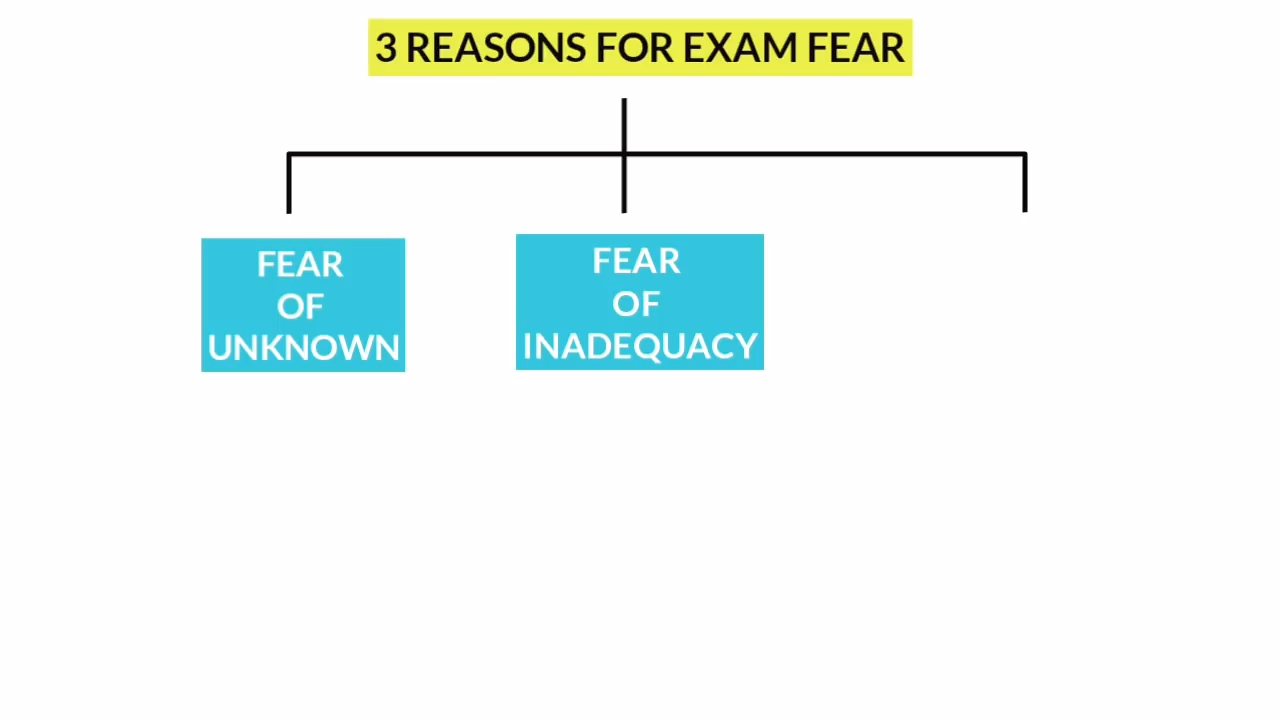 3 REASONS FOR EXAM FEAR
FEAR
OF
UNKNOWN
FEAR
OF
INADEQUACY